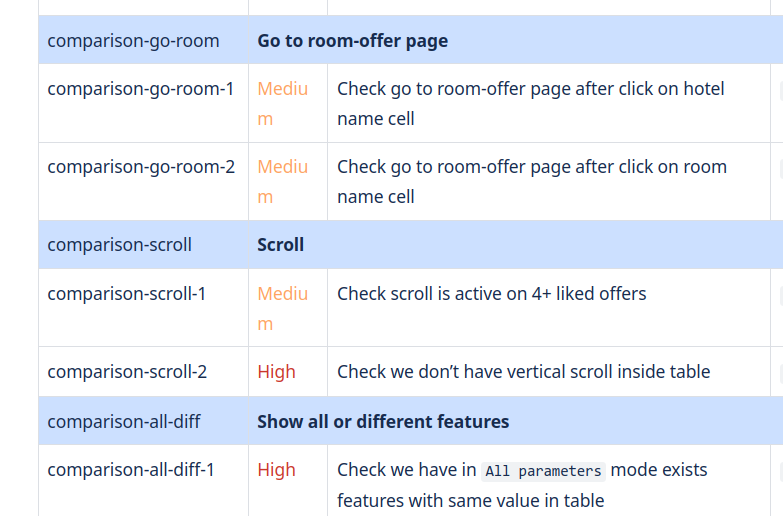 comparison-go-room Go to room-offer page
comparison-go-room-1 Mediu Check go to room-offer page after click on hotel
m name cell
comparison-go-room-2 Mediu Check go to room-offer page after click on room
m name cell
comparison-scroll Scroll
comparison-scroll-1 Mediu Check scroll is active on 4+ liked offers
m
comparison-scroll-2 High Check we don’t have vertical scroll inside table
comparison-all-diff Show all or different features
comparison-all-diff-1 High Check we have in All parameters mode exists
features with same value in table